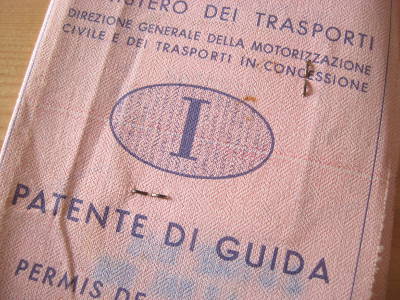 DEI TRASPORTI
DIREZIONE GENERALE DELLA MOTORIZZAZIONE
CIVILE E DEI TRASPORTI IN CONCESSIONE
I
PATENTE DI GUIDA
PERMIS DE